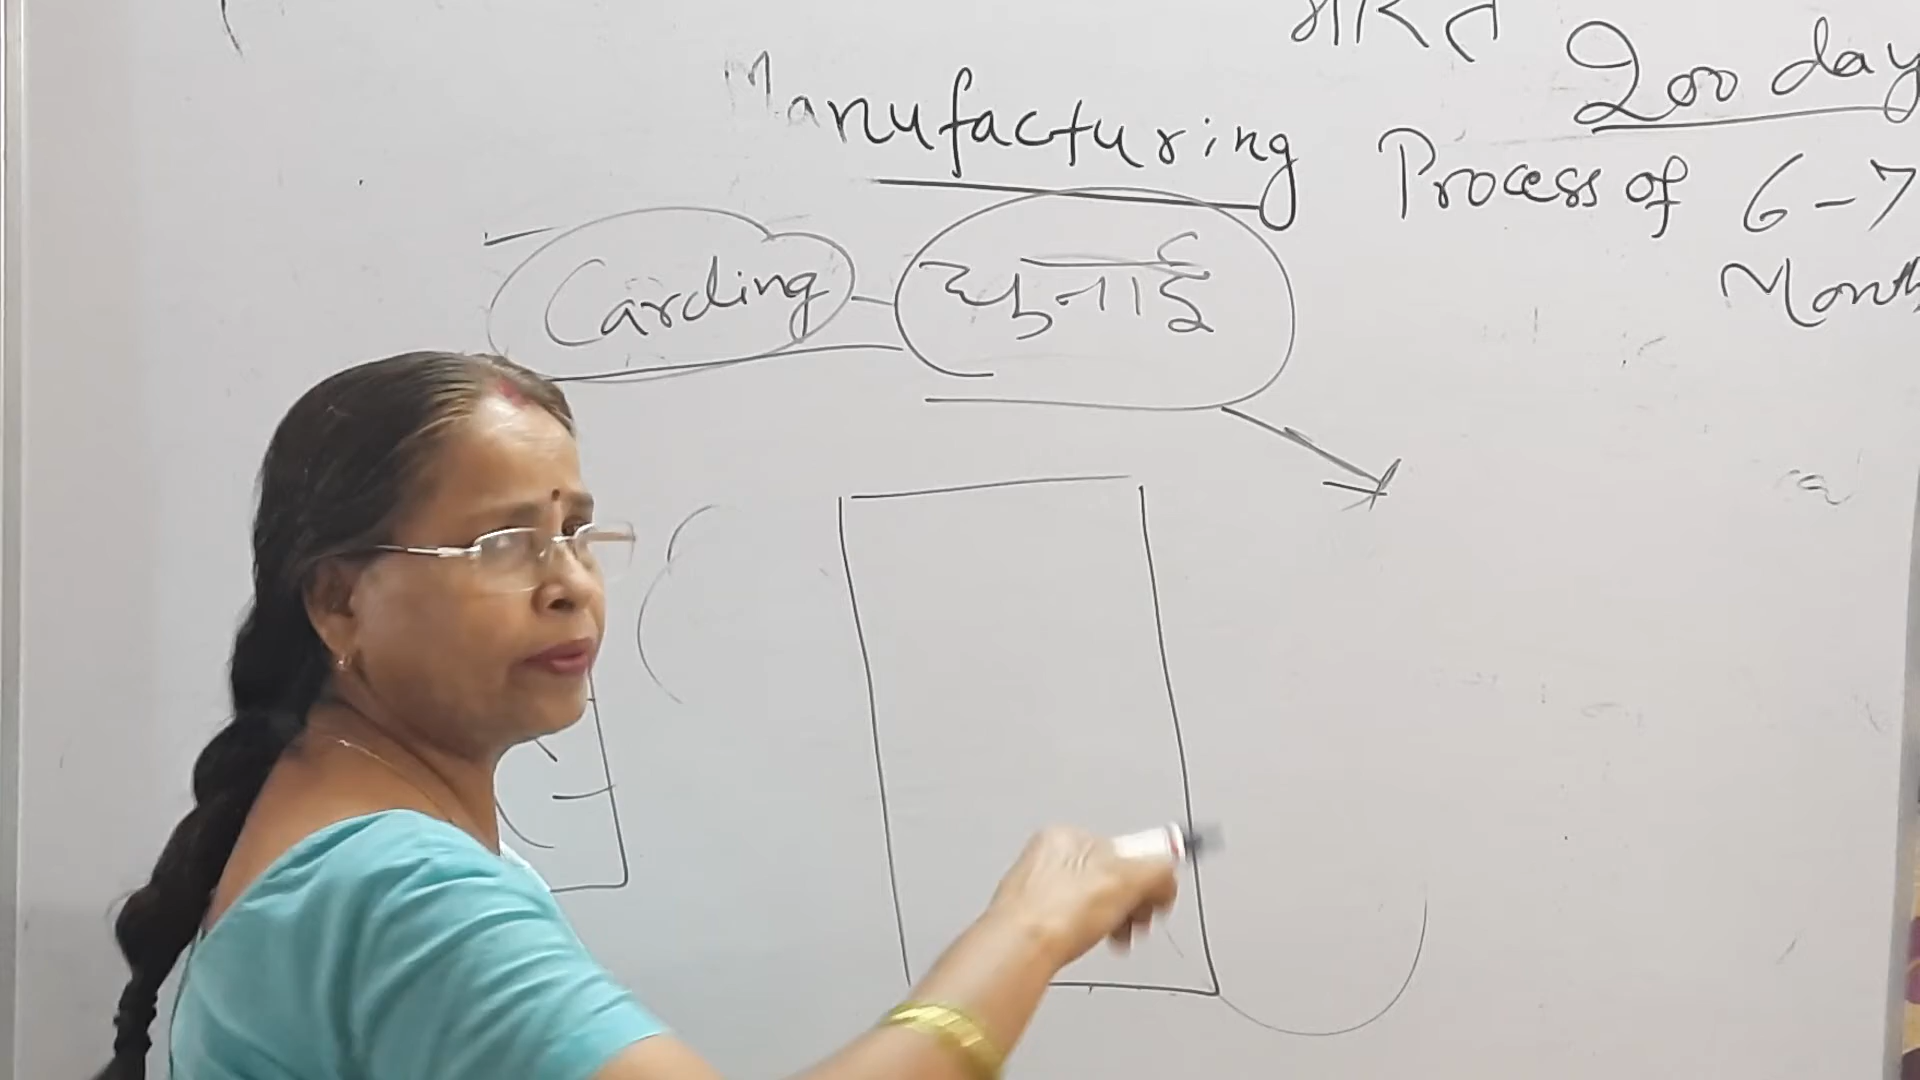 भारत
200 day
Manufacturing Process of 6-7
Carding - धुनाई
Month